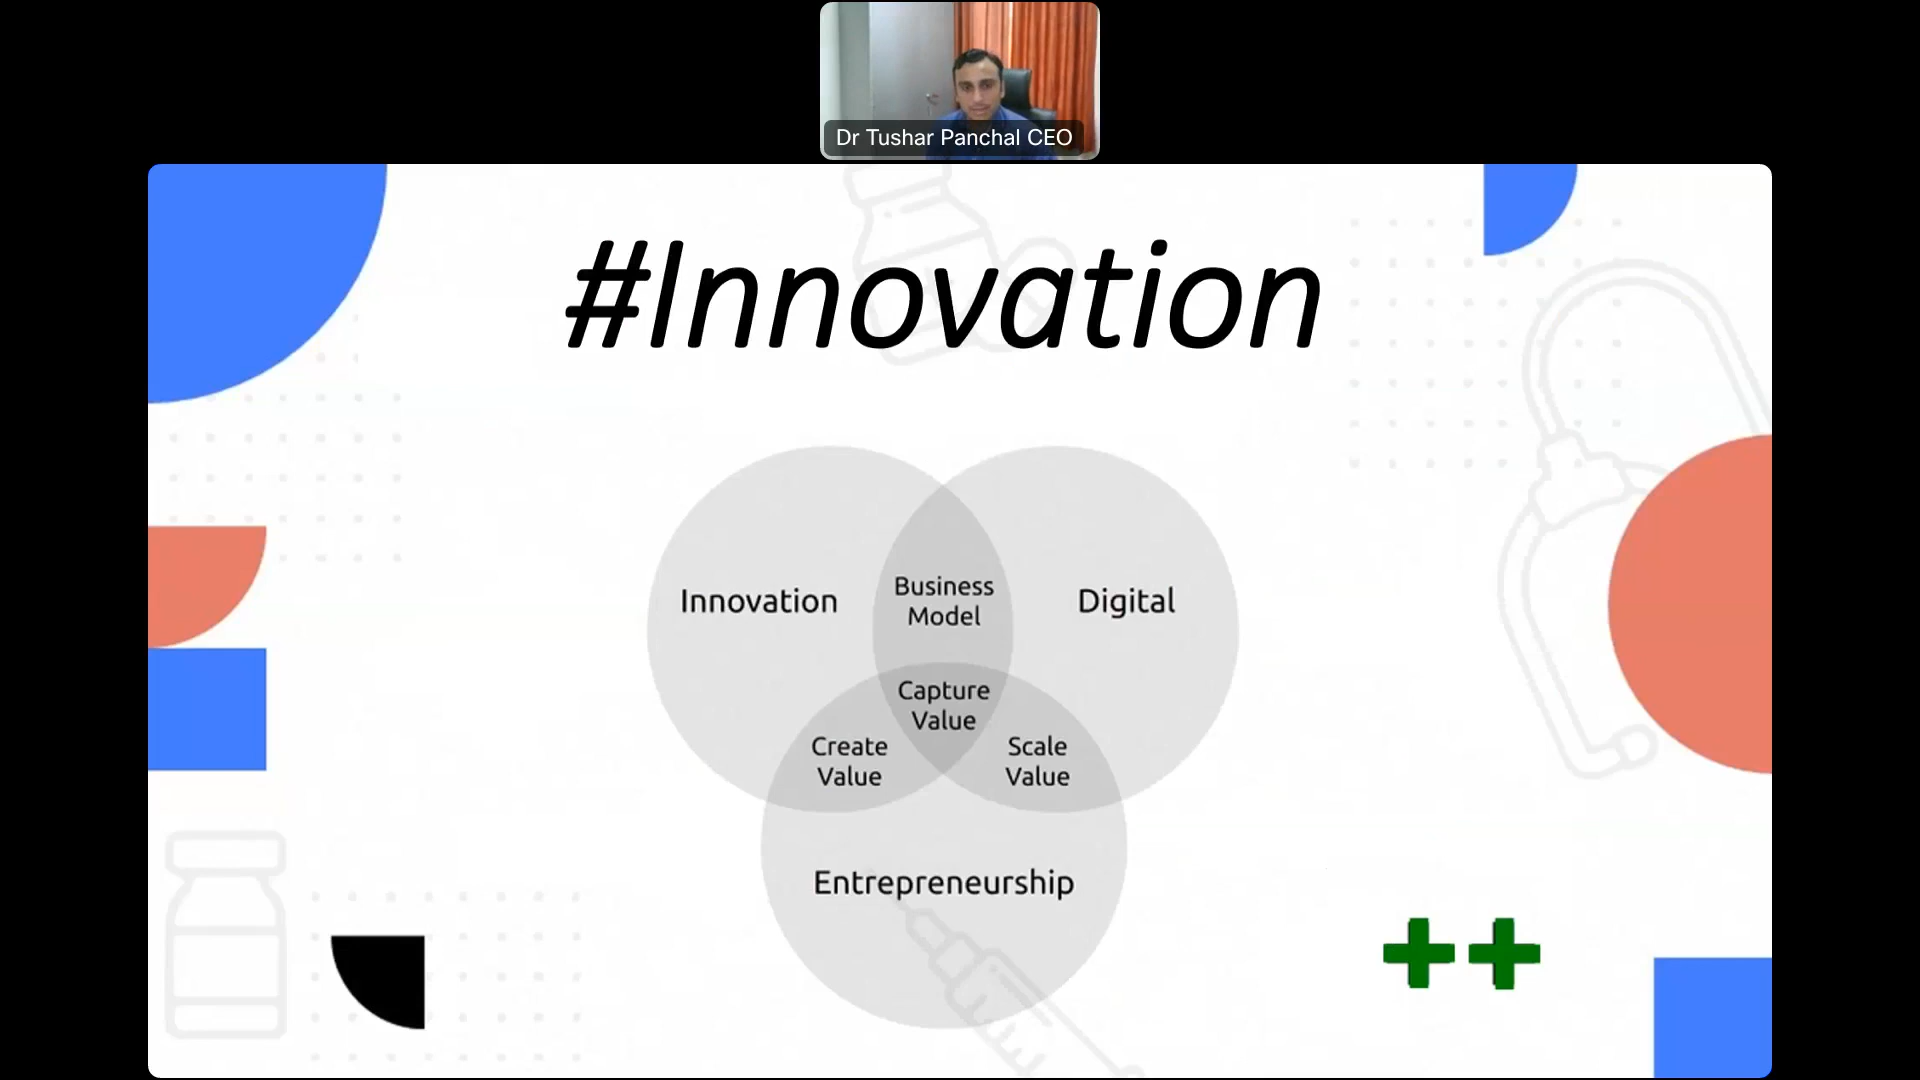 Dr Tushar Panchal CEO
#Innovation
Innovation
Business
Model
Digital
Capture
Value
Create
Value
Scale
Value
Entrepreneurship
++